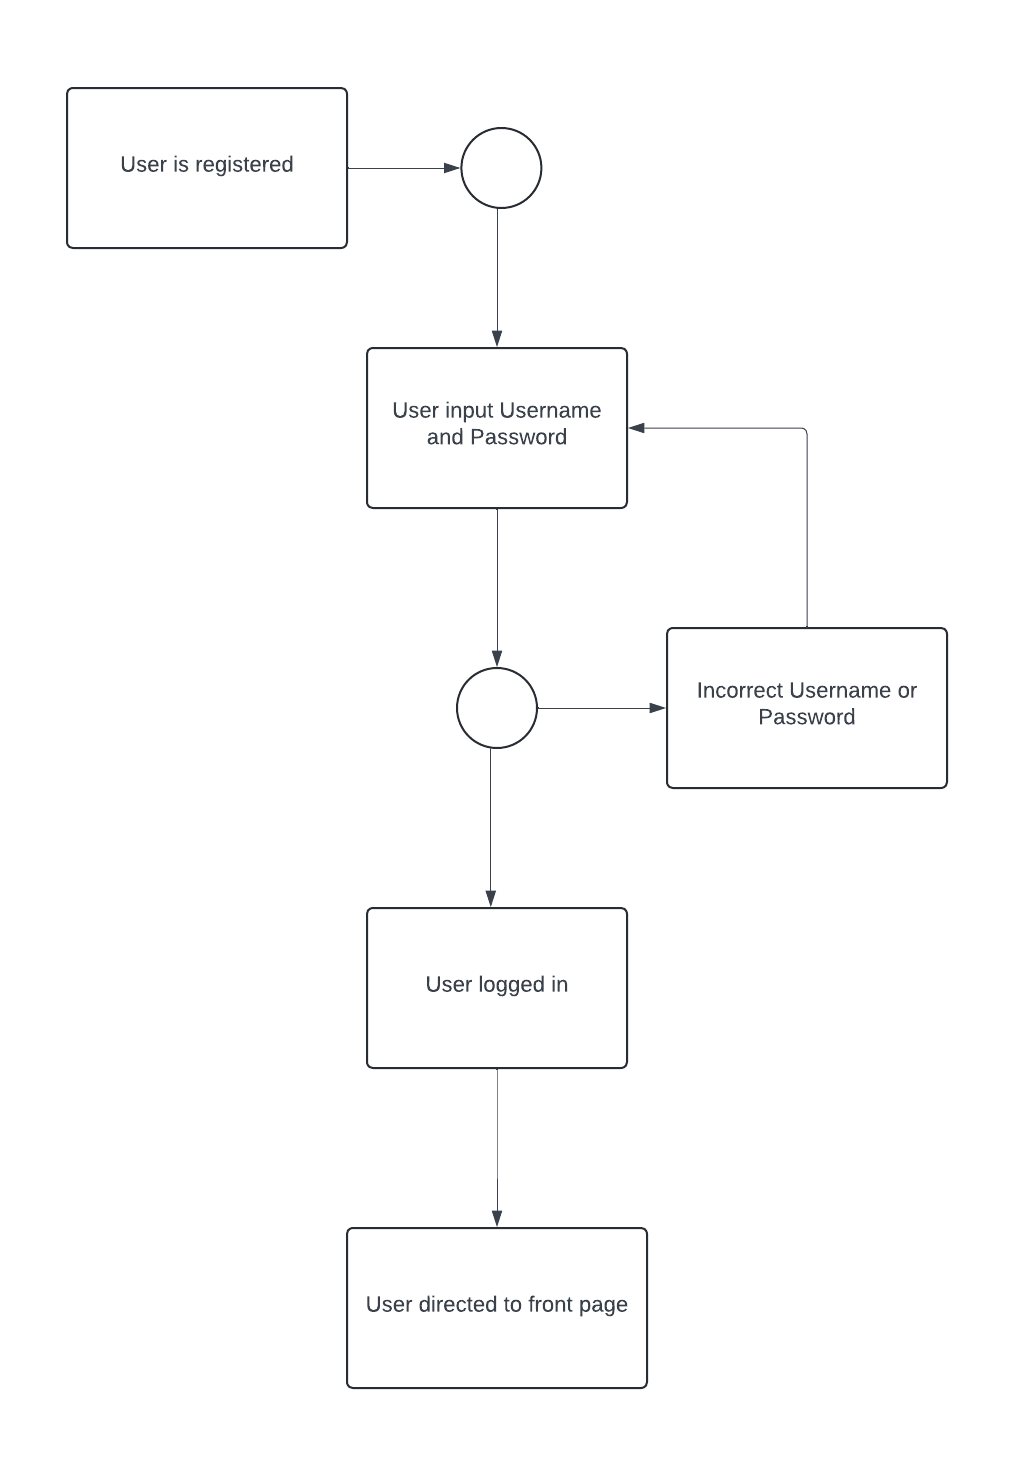 User is registered
User input Username
and Password
Incorrect Username or
Password
User logged in
User directed to front page